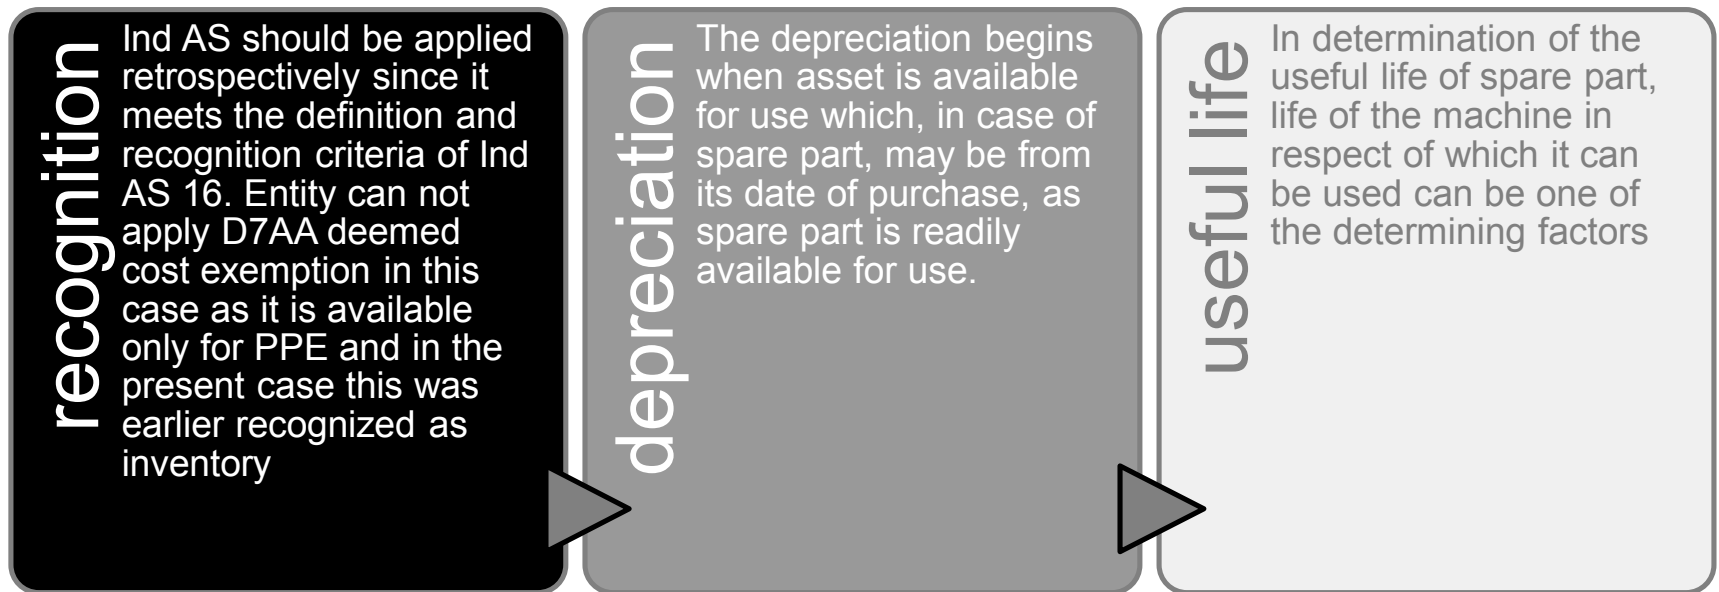 recognition
Ind AS should be applied
retrospectively since it
meets the definition and
recognition criteria of Ind
AS 16. Entity can not
apply D7AA deemed
cost exemption in this
case as it is available
only for PPE and in the
present case this was
earlier recognized as
inventory
depreciation
The depreciation begins
when asset is available
for use which, in case of
spare part, may be from
its date of purchase, as
spare part is readily
available for use.
useful life
In determination of the
useful life of spare part,
life of the machine in
respect of which it can
be used can be one of
the determining factors